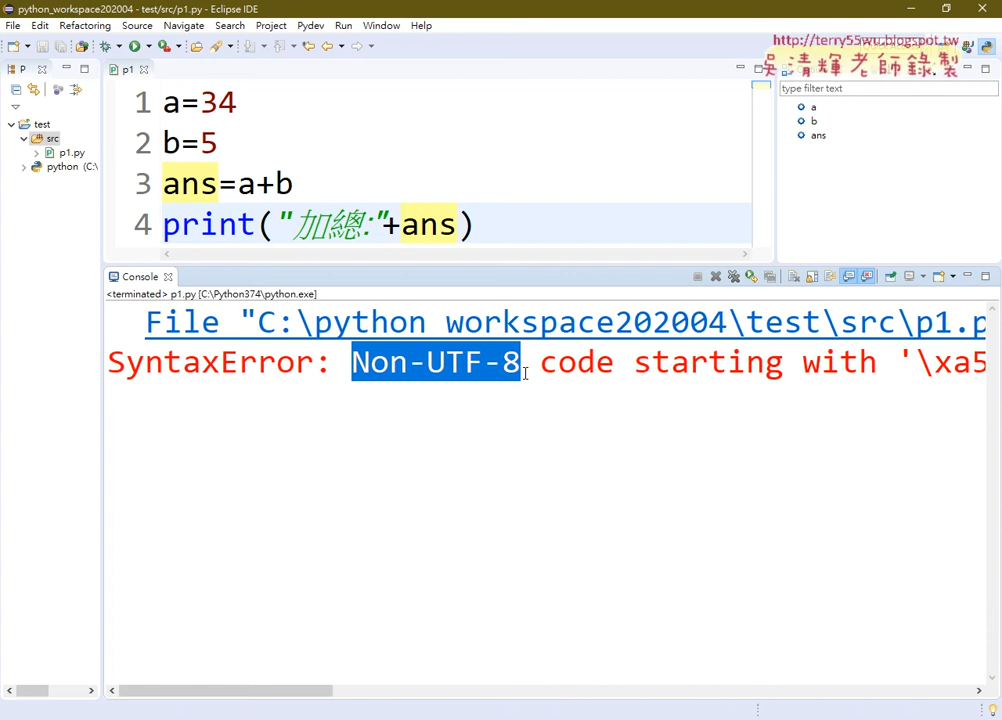 python_workspace202004 - test/src/p1.py - Eclipse IDE
File Edit Refactoring Source Navigate Search Project Pydev Run Window Help
http://terry55wu.blogspot.tw
吳清輝老師錄製
P
p1
type filter text
test
src
p1.py
python (C:\
1 a=34
2 b=5
3 ans=a+b
4 print("加總:"+ans)
a
b
ans
Console
<terminated> p1.py [C:\Python374\python.exe]
File "C:\python_workspace202004\test\src\p1.p
SyntaxError: Non-UTF-8 code starting with '\xa5